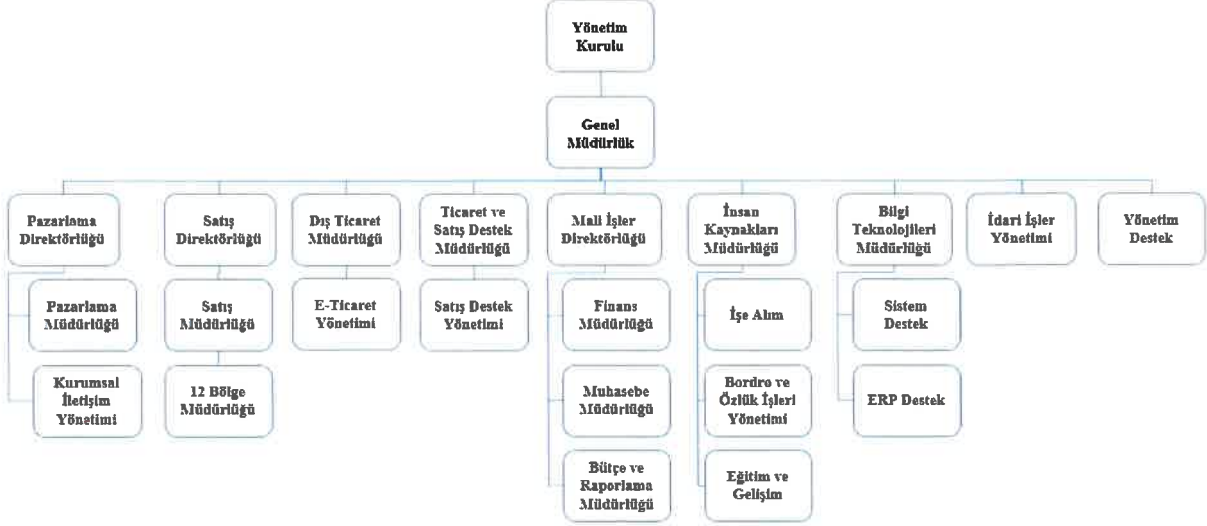 Yönetim
Kurulu
Genel
Müdürlük
Pazarlama
Direktörlüğü
Satış
Direktörlüğü
Dış Ticaret
Müdürlüğü
Ticaret ve
Satış Destek
Müdürlüğü
Mali İşler
Direktörlüğü
İnsan
Kaynakları
Müdürlüğü
Bilgi
Teknolojileri
Müdürlüğü
İdari İşler
Yönetimi
Yönetim
Destek
Pazarlama
Müdürlüğü
Satış
Müdürlüğü
E-Ticaret
Yönetimi
Satış Destek
Yönetimi
Finans
Müdürlüğü
İşe Alım
Sistem
Destek
Kurumsal
İletişim
Yönetimi
12 Bölge
Müdürlüğü
Muhasebe
Müdürlüğü
Bordro ve
Özlük İşleri
Yönetimi
ERP Destek
Bütçe ve
Raporlama
Müdürlüğü
Eğitim ve
Gelişim